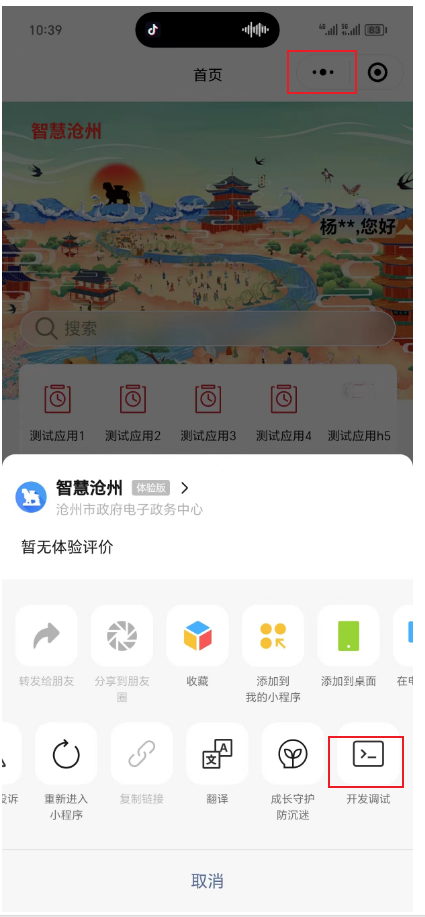 10:39
83
首页
智慧沧州
杨**,您好
搜索
测试应用1 测试应用2 测试应用3 测试应用4 测试应用h5
智慧沧州 体验版
沧州市政府电子政务中心
暂无体验评价
转发给朋友 分享到朋友圈 收藏 添加到我的小程序 添加到桌面 在电
投诉 重新进入小程序 复制链接 翻译 成长守护防沉迷 开发调试
取消